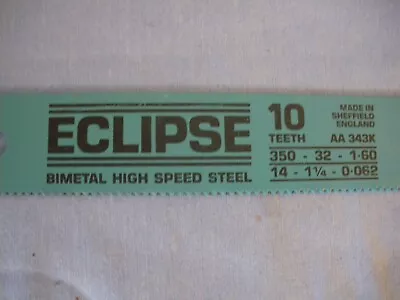 ECLIPSE
BIMETAL HIGH SPEED STEEL
10
TEETH
MADE IN
SHEFFIELD
ENGLAND
AA 343K
350 - 32 - 1·60
14 - 1¼ - 0·062